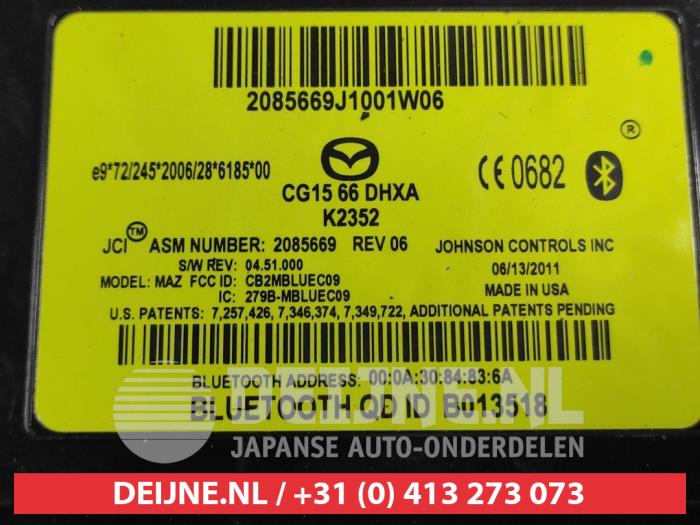 2085669J1001W06
e9*72/245*2006/28*6185*00
CG15 66 DHXA
K2352
CE 0682
®
JCI™ ASM NUMBER: 2085669 REV 06
JOHNSON CONTROLS INC
S/W REV: 04.51.000
06/13/2011
MODEL: MAZ FCC ID: CB2MBLUEC09
MADE IN USA
IC: 279B-MBLUEC09
U.S. PATENTS: 7,257,426, 7,346,374, 7,349,722, ADDITIONAL PATENTS PENDING
BLUETOOTH ADDRESS: 00:0A:30:84:83:6A
BLUETOOTH QD ID B013518
DEIJNE.NL
JAPANSE AUTO-ONDERDELEN
DEIJNE.NL / +31 (0) 413 273 073